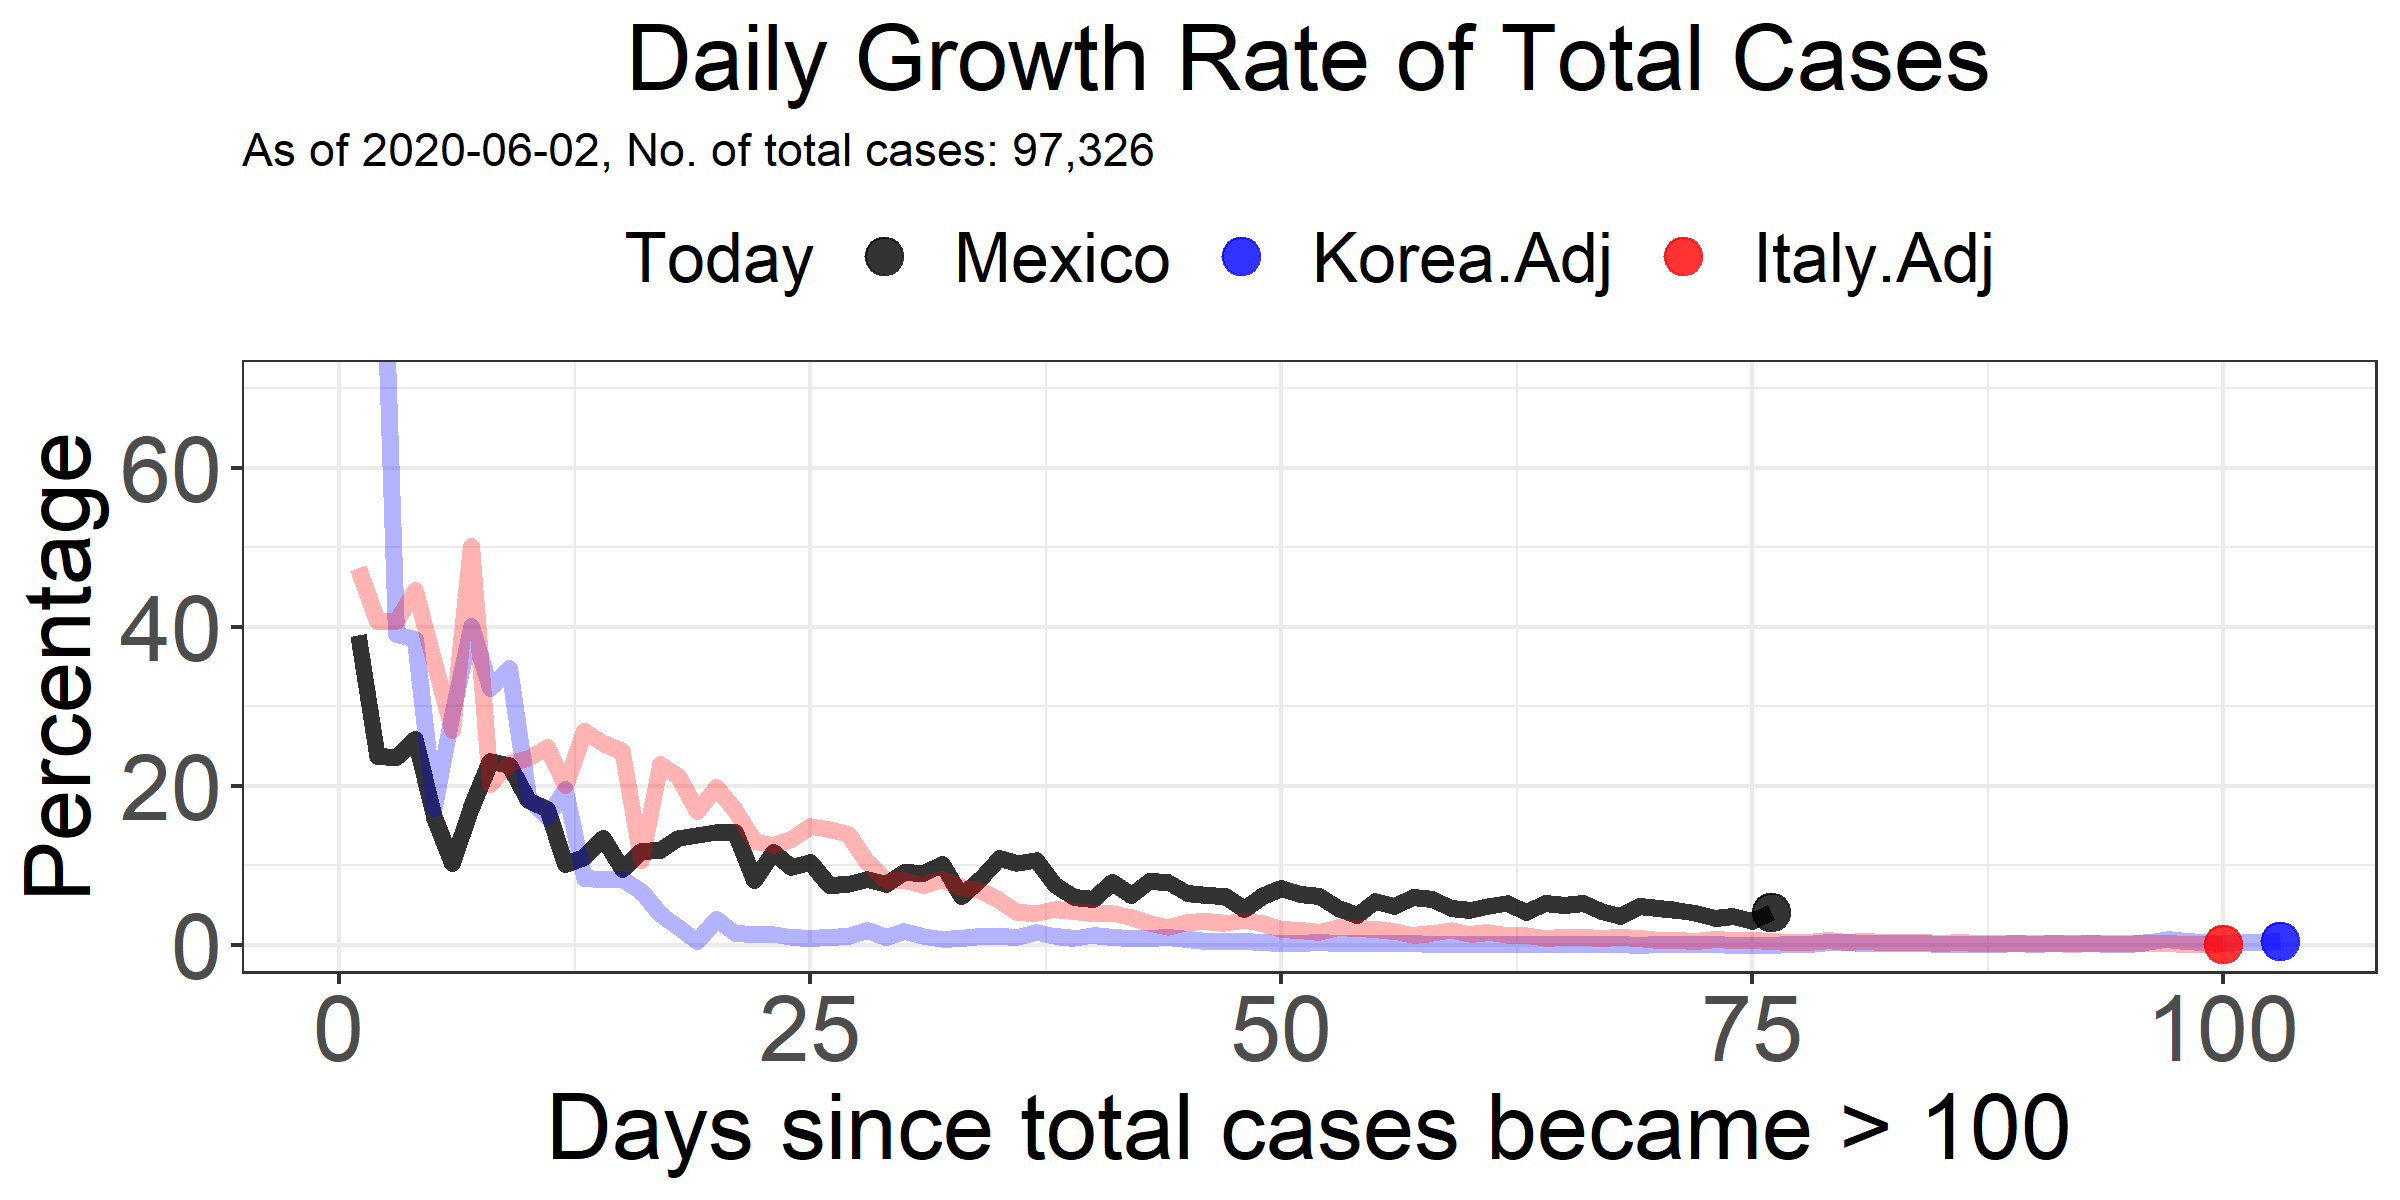 Daily Growth Rate of Total Cases
As of 2020-06-02, No. of total cases: 97,326
Today Mexico Korea.Adj Italy.Adj
Percentage
60
40
20
0
0 25 50 75 100
Days since total cases became > 100